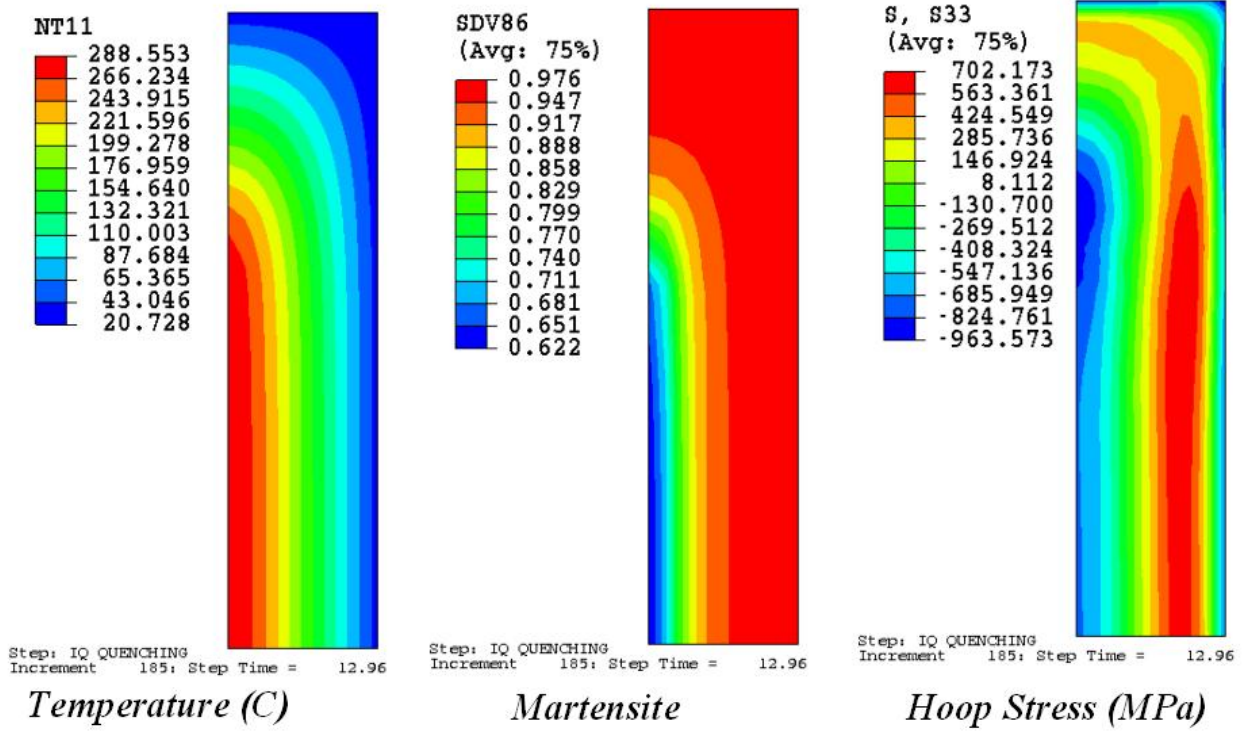 NT11
288.553
266.234
243.915
221.596
199.278
176.959
154.640
132.321
110.003
87.684
65.365
43.046
20.728
Step: IQ QUENCHING
Increment 185: Step Time = 12.96
Temperature (C)
SDV86
(Avg: 75%)
0.976
0.947
0.917
0.888
0.858
0.829
0.799
0.770
0.740
0.711
0.681
0.651
0.622
Step: IQ QUENCHING
Increment 185: Step Time = 12.96
Martensite
S, S33
(Avg: 75%)
702.173
563.361
424.549
285.736
146.924
8.112
-130.700
-269.512
-408.324
-547.136
-685.949
-824.761
-963.573
Step: IQ QUENCHING
Increment 185: Step Time = 12.96
Hoop Stress (MPa)